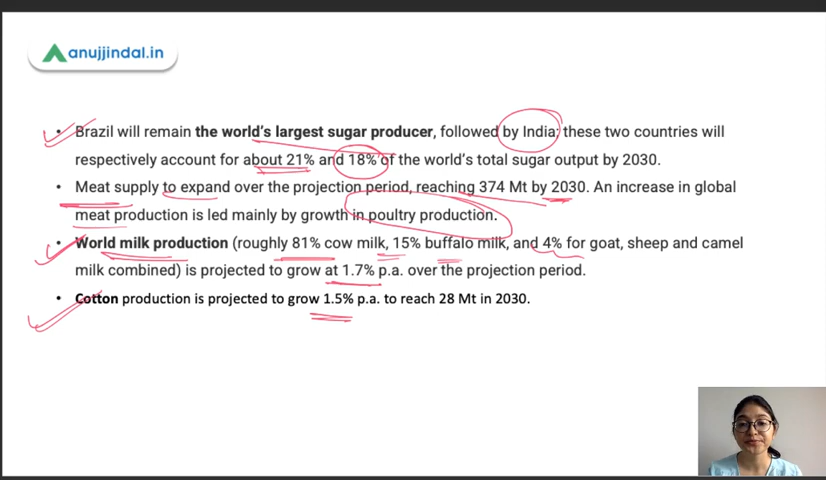 anujjindal.in
• Brazil will remain the world's largest sugar producer, followed by India; these two countries will
respectively account for about 21% and 18% of the world's total sugar output by 2030.
• Meat supply to expand over the projection period, reaching 374 Mt by 2030. An increase in global
meat production is led mainly by growth in poultry production.
• World milk production (roughly 81% cow milk, 15% buffalo milk, and 4% for goat, sheep and camel
milk combined) is projected to grow at 1.7% p.a. over the projection period.
• Cotton production is projected to grow 1.5% p.a. to reach 28 Mt in 2030.